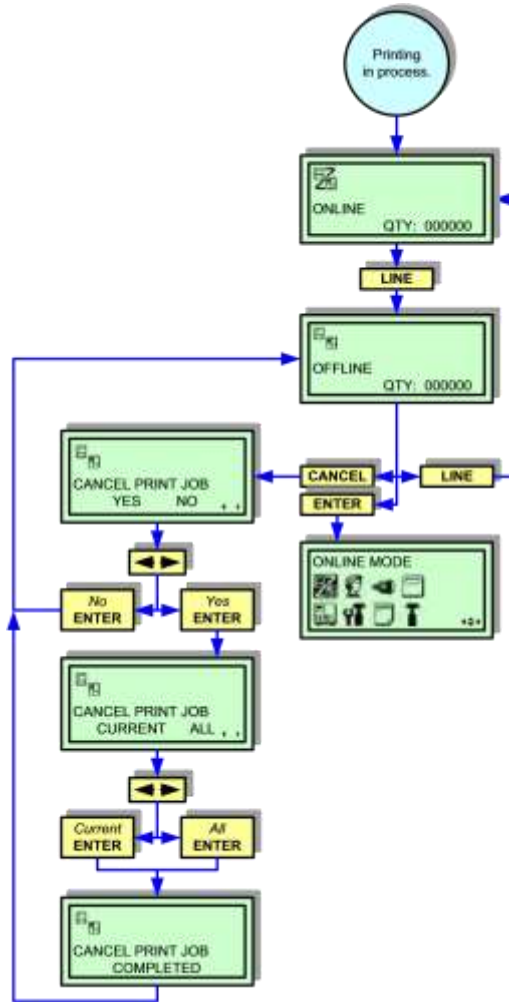 Printing
in process.
ONLINE
QTY: 000000
LINE
OFFLINE
QTY: 000000
CANCEL PRINT JOB
YES NO
CANCEL
LINE
ENTER
ONLINE MODE
No
ENTER
Yes
ENTER
CANCEL PRINT JOB
CURRENT ALL
Current
ENTER
All
ENTER
CANCEL PRINT JOB
COMPLETED